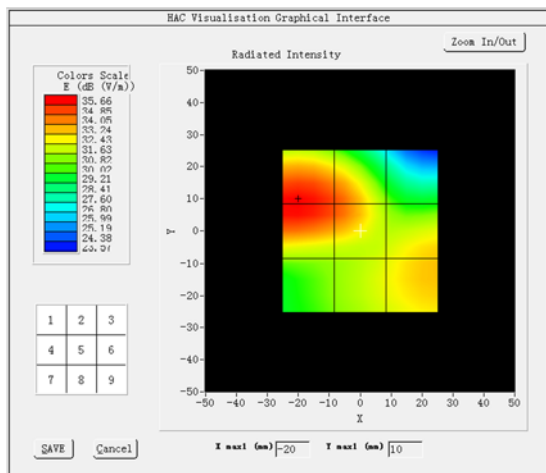 HAC Visualisation Graphical Interface
Zoom In/Out
Radiated Intensity
Colors Scale
E (dB (V/m))
35.66
34.85
34.05
33.24
32.43
31.63
30.82
30.02
29.21
28.41
27.60
26.80
25.99
25.19
24.38
23.57
50
40
30
20
10
0
-10
-20
-30
-40
-50
Y
-50 -40 -30 -20 -10 0 10 20 30 40 50
X
1 2 3
4 5 6
7 8 9
SAVE Cancel
X max1 (mm) -20 Y max1 (mm) 10